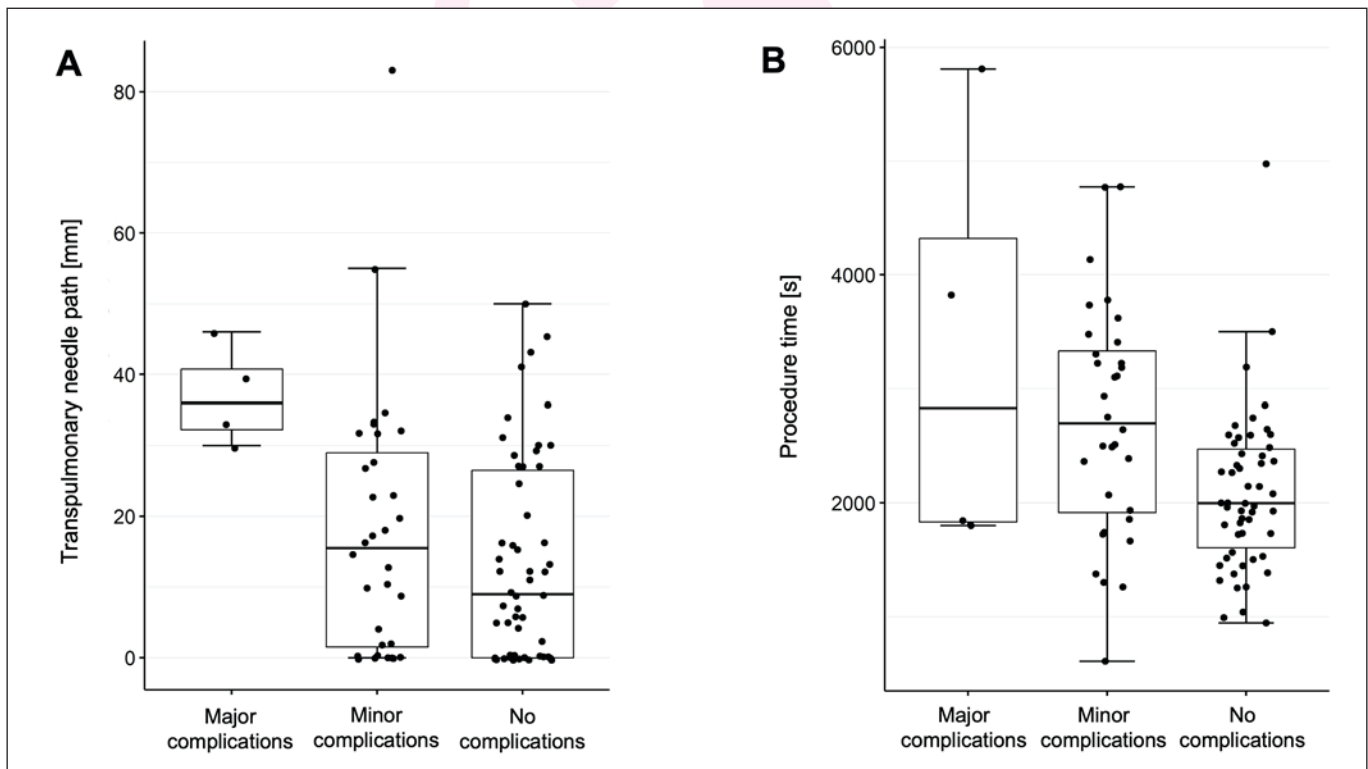 A
Transpulmonary needle path [mm]
80
60
40
20
0
Major
complications
Minor
complications
No
complications
B
Procedure time [s]
6000
4000
2000
Major
complications
Minor
complications
No
complications